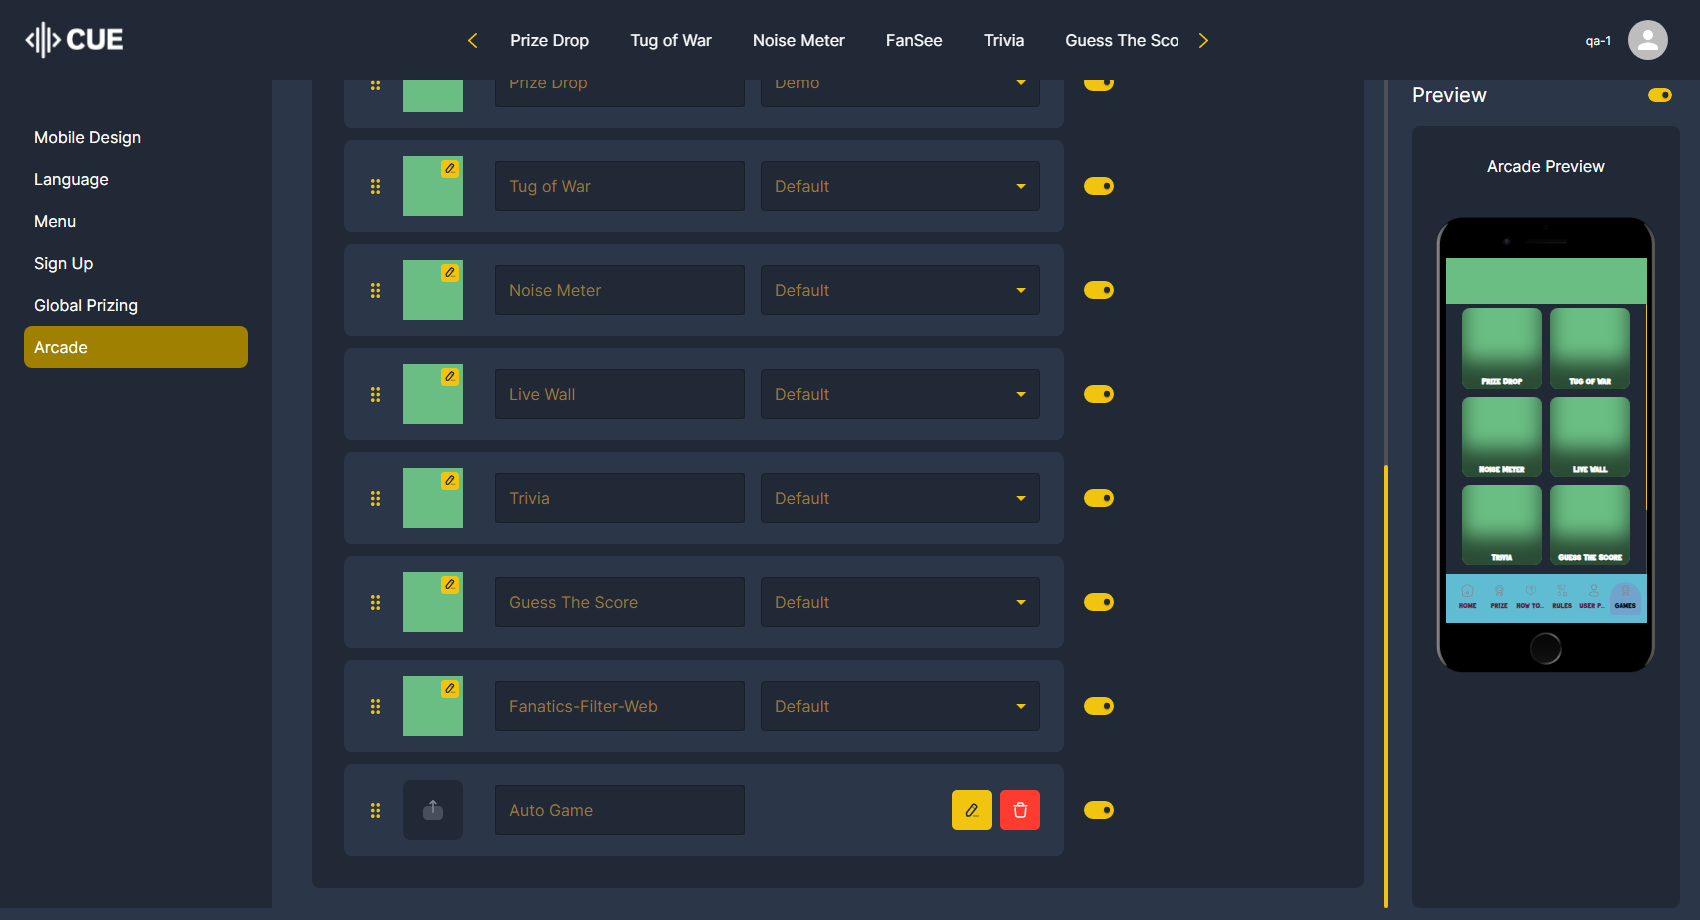 CUE
Prize Drop
Tug of War
Noise Meter
FanSee
Trivia
Guess The Sco
qa-1
Mobile Design
Language
Menu
Sign Up
Global Prizing
Arcade
Prize Drop
Demo
Tug of War
Default
Noise Meter
Default
Live Wall
Default
Trivia
Default
Guess The Score
Default
Fanatics-Filter-Web
Default
Auto Game
Preview
Arcade Preview
Prize Drop
Tug of War
Noise Meter
Live Wall
Trivia
Guess The Score
HOME
PRIZE
HOW TO..
RULES
USER P..
GAMES